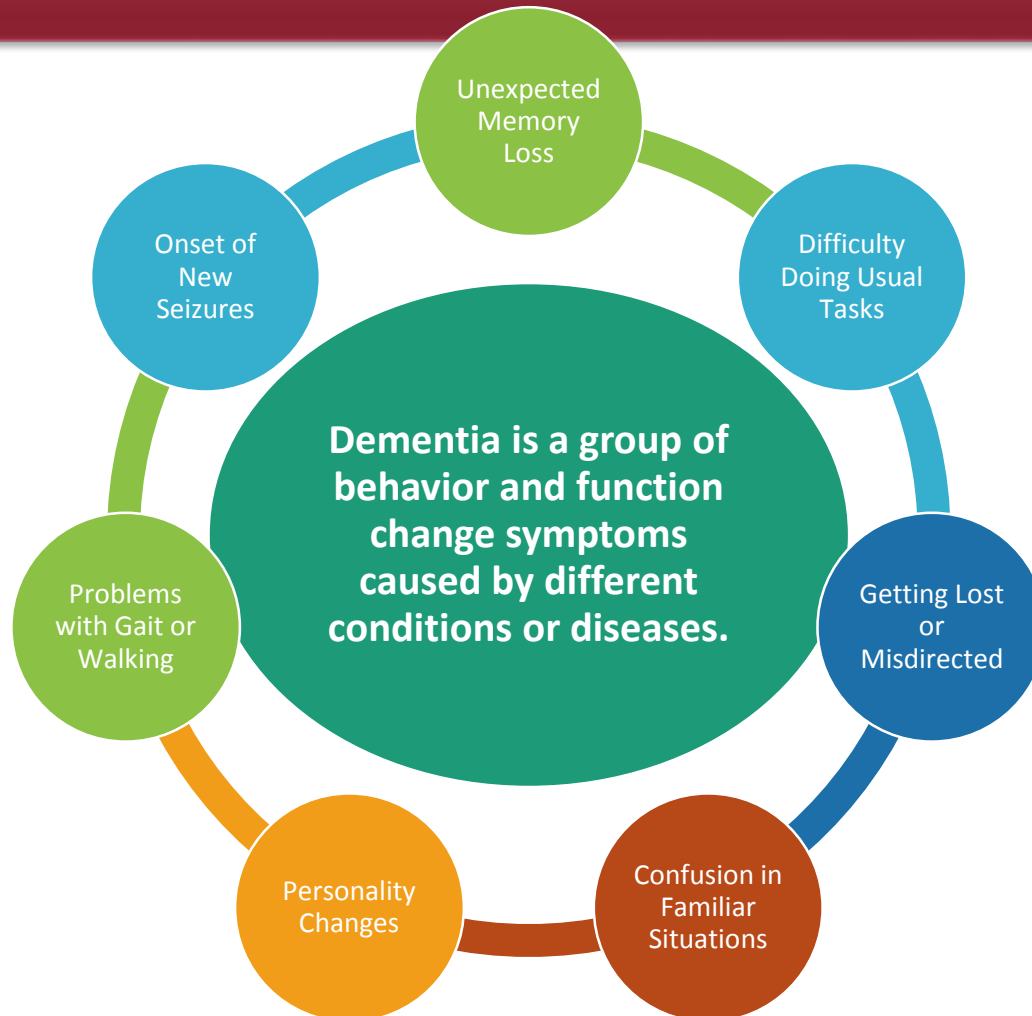 Unexpected
Memory
Loss
Difficulty
Doing Usual
Tasks
Getting Lost
or
Misdirected
Confusion in
Familiar
Situations
Personality
Changes
Problems
with Gait or
Walking
Onset of
New
Seizures
Dementia is a group of
behavior and function
change symptoms
caused by different
conditions or diseases.